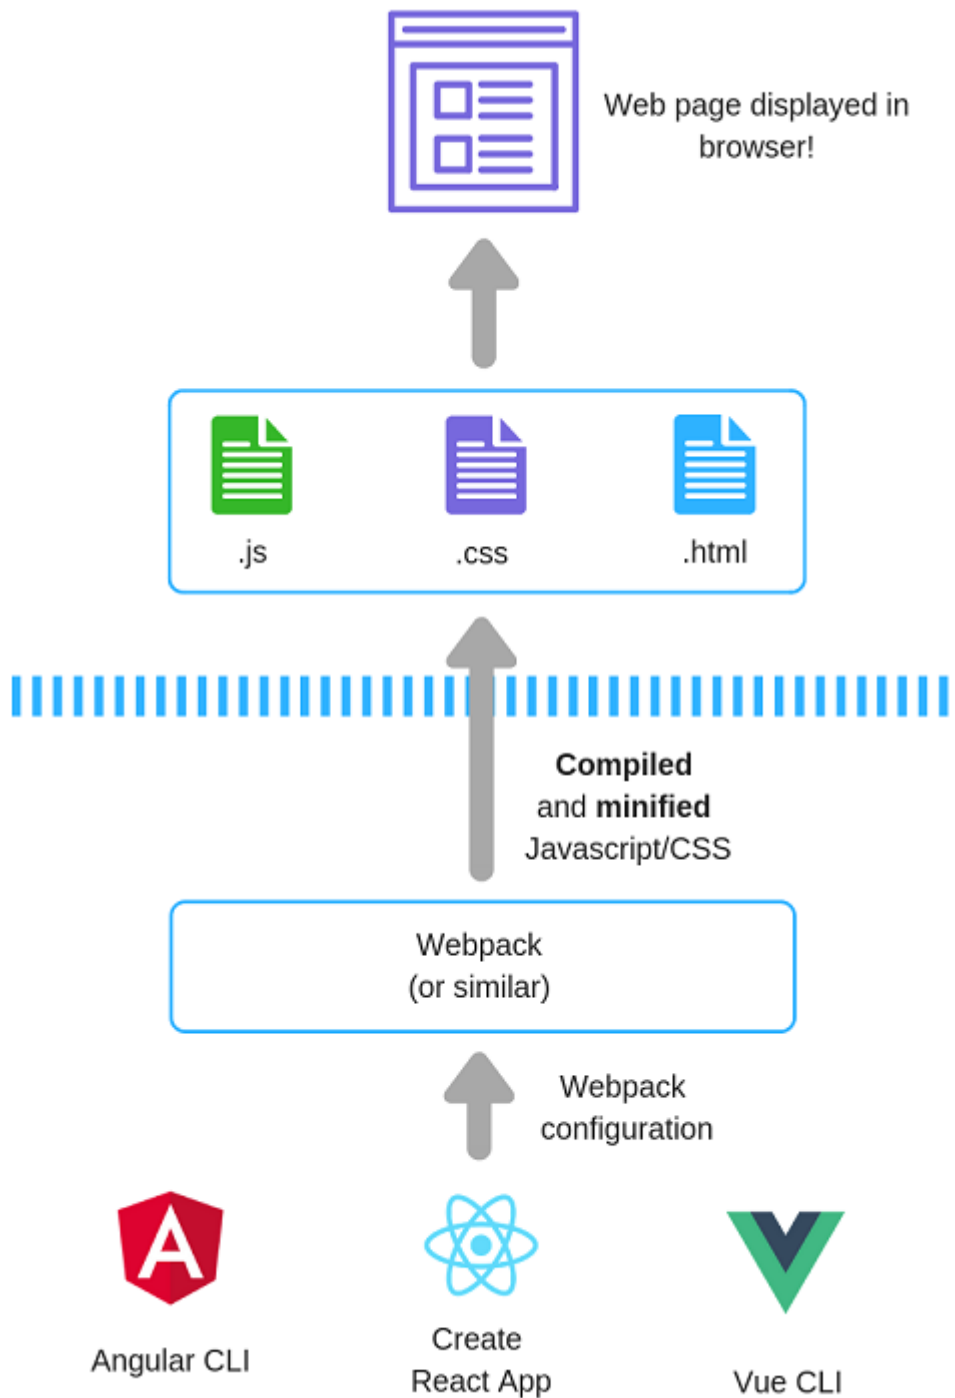 Web page displayed in
browser!
.js
.css
.html
Compiled
and minified
Javascript/CSS
Webpack
(or similar)
Webpack
configuration
A
Angular CLI
Create
React App
Vue CLI